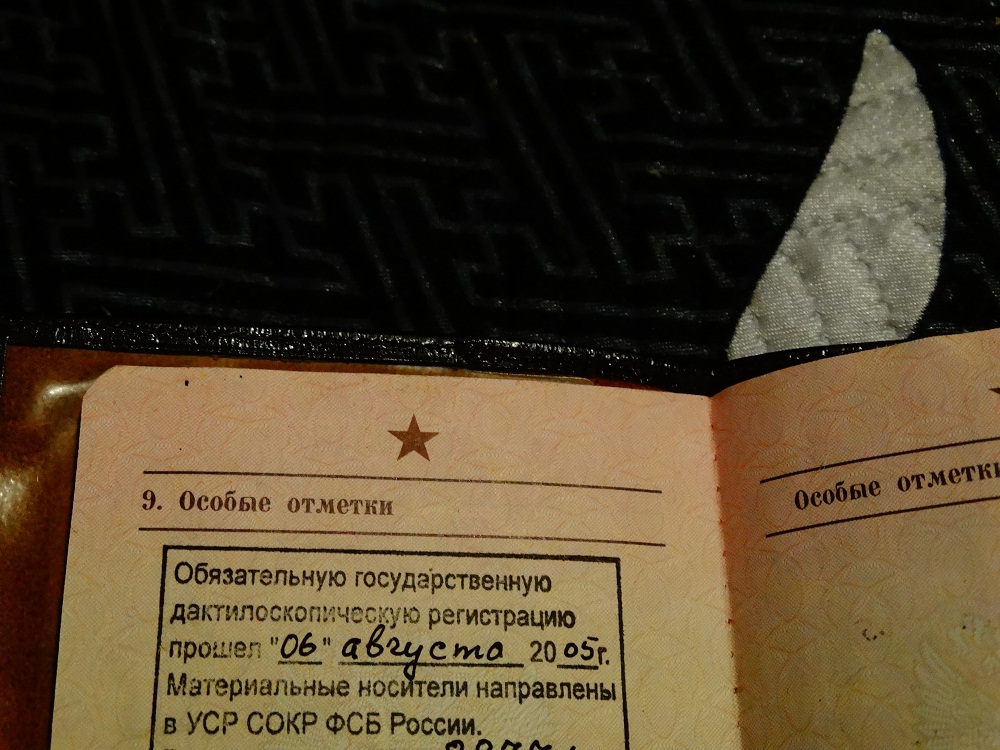 9. Особые отметки
Обязательную государственную
дактилоскопическую регистрацию
прошел "06" августа 2005г.
Материальные носители направлены
в УСР СОКР ФСБ России.
Особые отметки